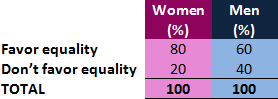 Women Men
(%) (%)
Favor equality 80 60
Don't favor equality 20 40
TOTAL 100 100